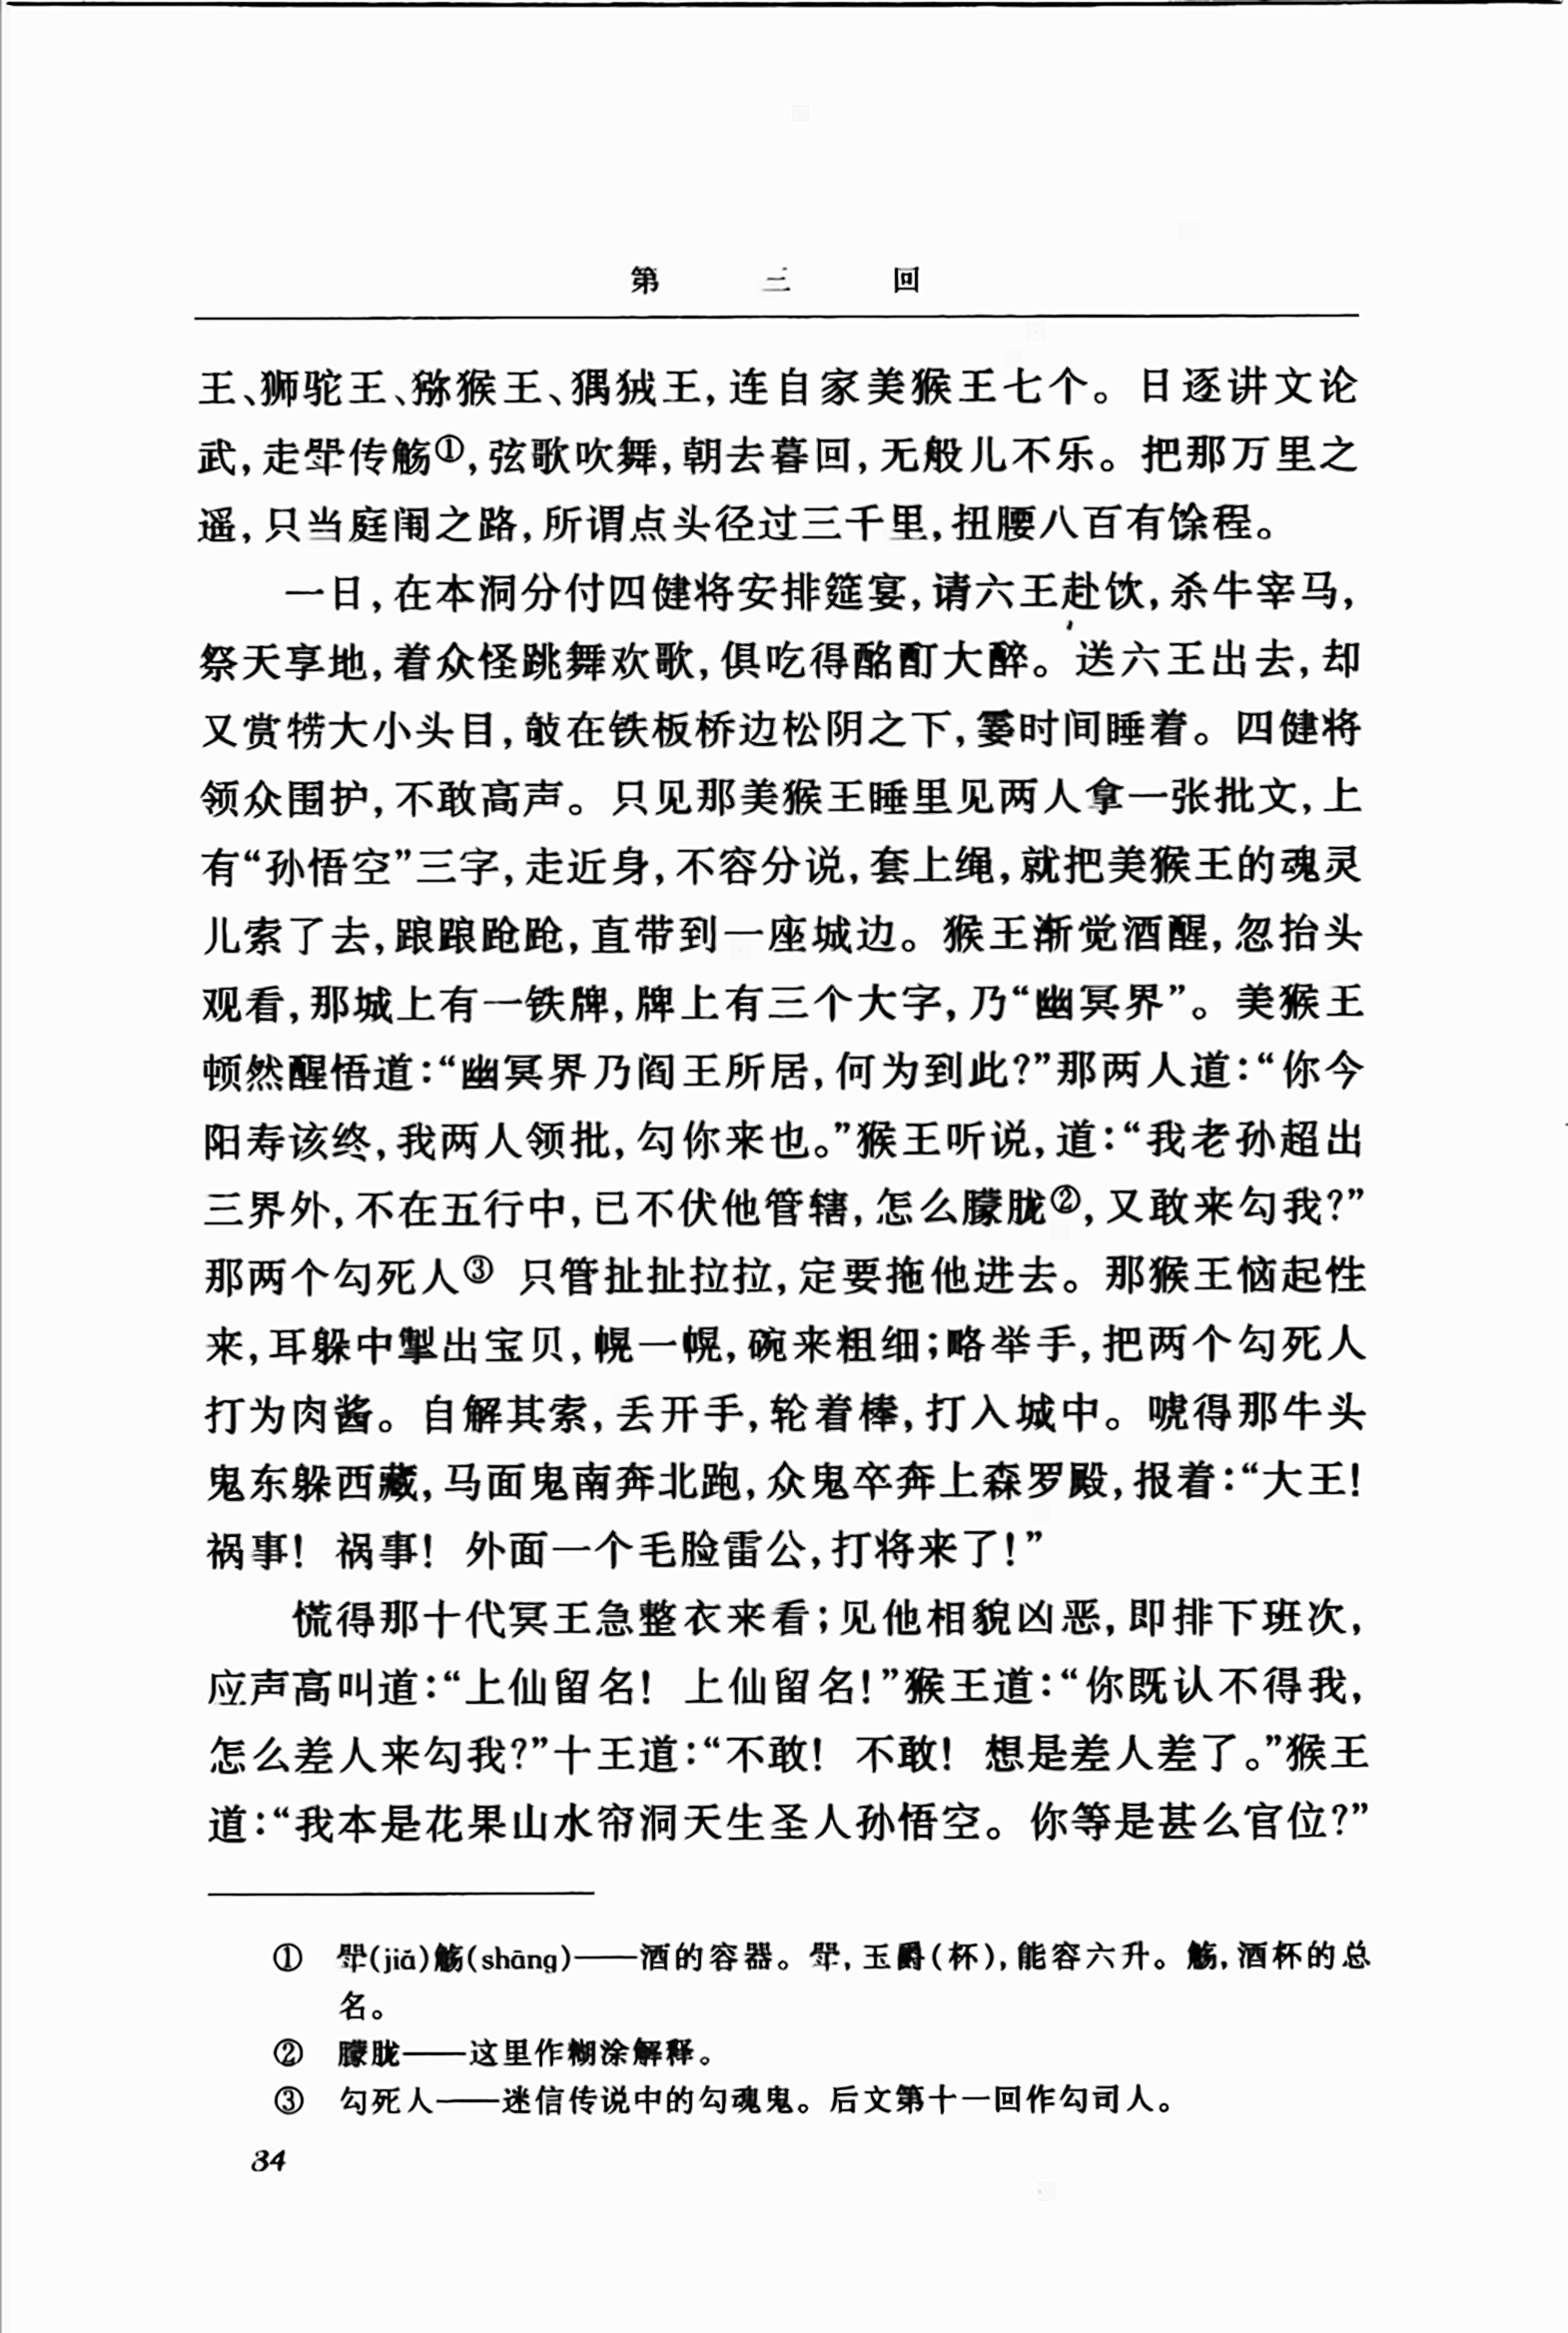 第三回
王、狮驼王、猕猴王、𤟹狨王，连自家美猴王七个。日逐讲文论
武，走斝传觞①，弦歌吹舞，朝去暮回，无般儿不乐。把那万里之
遥，只当庭闱之路，所谓点头径过三千里，扭腰八百有馀程。
一日，在本洞分付四健将安排筵宴，请六王赴饮，杀牛宰马，
祭天享地，着众怪跳舞欢歌，俱吃得酩酊大醉。送六王出去，却
又赏𤛮大小头目，攲在铁板桥边松阴之下，霎时间睡着。四健将
领众围护，不敢高声。只见那美猴王睡里见两人拿一张批文，上
有“孙悟空”三字，走近身，不容分说，套上绳，就把美猴王的魂灵
儿索了去，踉踉跄跄，直带到一座城边。猴王渐觉酒醒，忽抬头
观看，那城上有一铁牌，牌上有三个大字，乃“幽冥界”。美猴王
顿然醒悟道：“幽冥界乃阎王所居，何为到此？”那两人道：“你今
阳寿该终，我两人领批，勾你来也。”猴王听说，道：“我老孙超出
三界外，不在五行中，已不伏他管辖，怎么朦胧②，又敢来勾我？”
那两个勾死人③ 只管扯扯拉拉，定要拖他进去。那猴王恼起性
来，耳躲中掣出宝贝，幌一幌，碗来粗细；略举手，把两个勾死人
打为肉酱。自解其索，丢开手，轮着棒，打入城中。唬得那牛头
鬼东躲西藏，马面鬼南奔北跑，众鬼卒奔上森罗殿，报着：“大王！
祸事！ 祸事！ 外面一个毛脸雷公，打将来了！”
慌得那十代冥王急整衣来看；见他相貌凶恶，即排下班次，
应声高叫道：“上仙留名！ 上仙留名！”猴王道：“你既认不得我，
怎么差人来勾我？”十王道：“不敢！ 不敢！ 想是差人差了。”猴王
道：“我本是花果山水帘洞天生圣人孙悟空。你等是甚么官位？”
① 斝(jiǎ)觞(shāng)——酒的容器。斝，玉爵(杯)，能容六升。觞，酒杯的总
名。
② 朦胧——这里作糊涂解释。
③ 勾死人——迷信传说中的勾魂鬼。后文第十一回作勾司人。
34